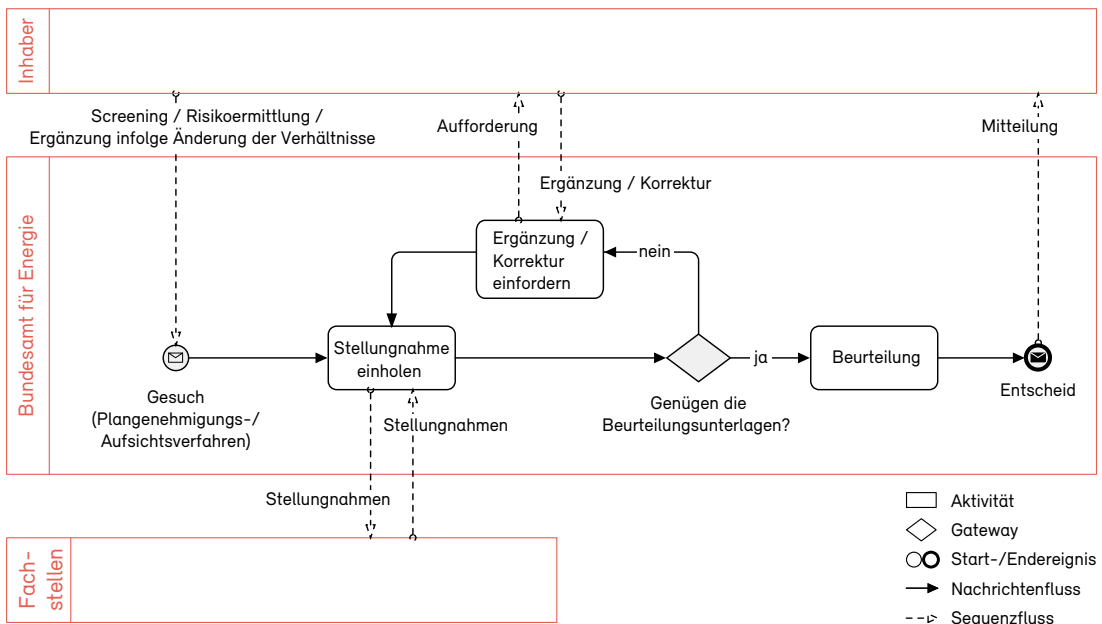 Inhaber
Screening / Risikoermittlung /
Ergänzung infolge Änderung der Verhältnisse
Aufforderung
Mitteilung
Bundesamt für Energie
Ergänzung / Korrektur
Ergänzung /
Korrektur
einfordern
nein
Stellungnahme
einholen
ja
Beurteilung
Gesuch
(Plangenehmigungs-/
Aufsichtsverfahren)
Stellungnahmen
Genügen die
Beurteilungsunterlagen?
Entscheid
Stellungnahmen
Fach-
stellen
Aktivität
Gateway
Start-/Endereignis
Nachrichtenfluss
Sequenzfluss